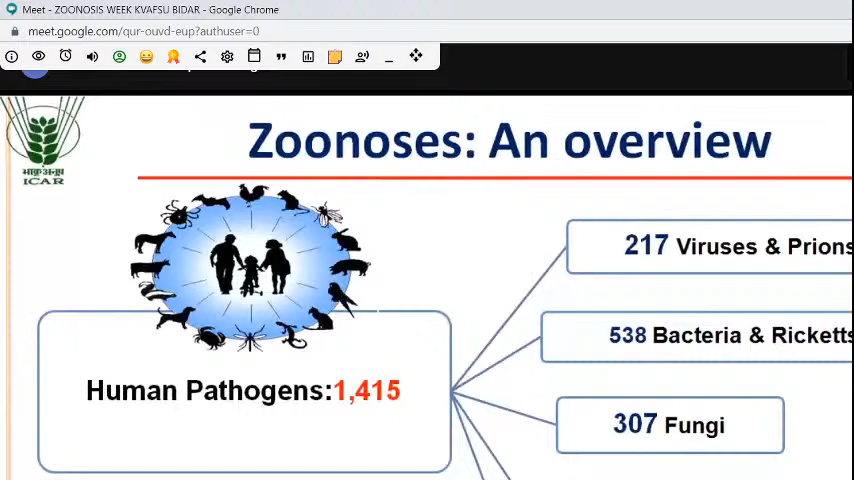 Meet - ZOONOSIS WEEK KVAFSU BIDAR - Google Chrome
meet.google.com/qur-ouvd-eup?authuser=0
Zoonoses: An overview
भाकृअनुप
ICAR
217 Viruses & Prions
538 Bacteria & Ricketts
Human Pathogens:1,415
307 Fungi